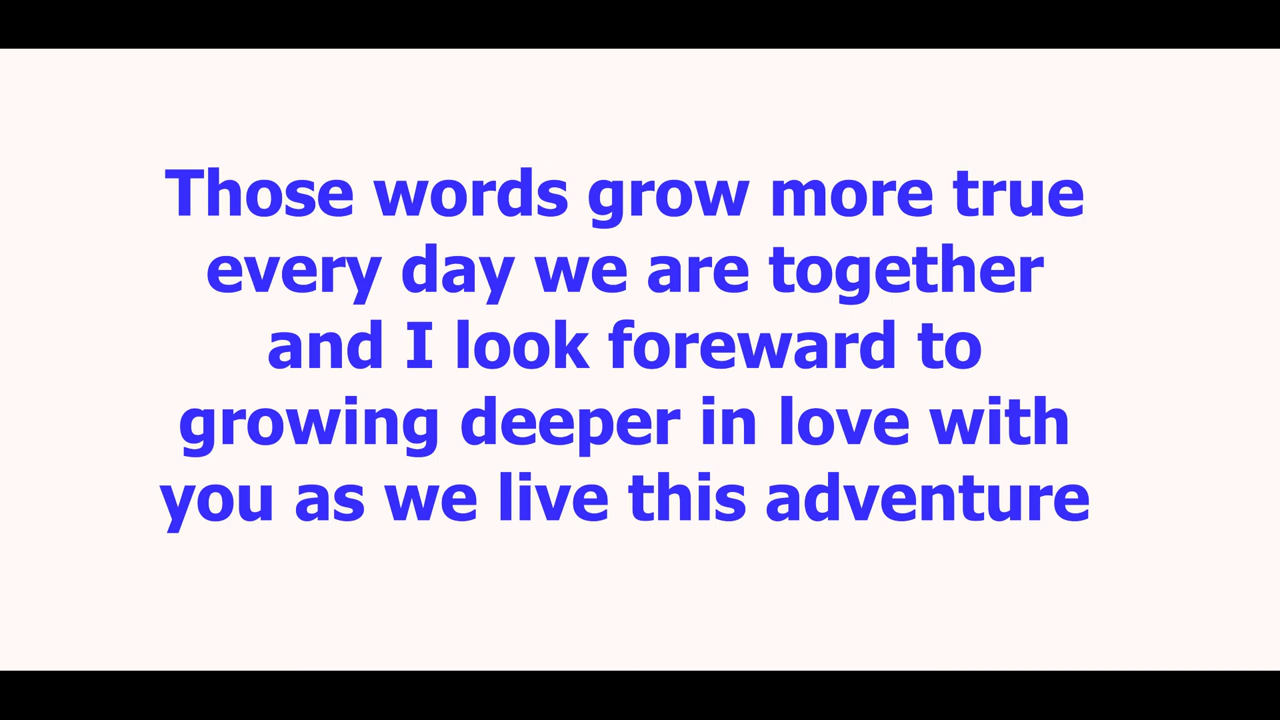 Those words grow more true
every day we are together
and I look foreward to
growing deeper in love with
you as we live this adventure